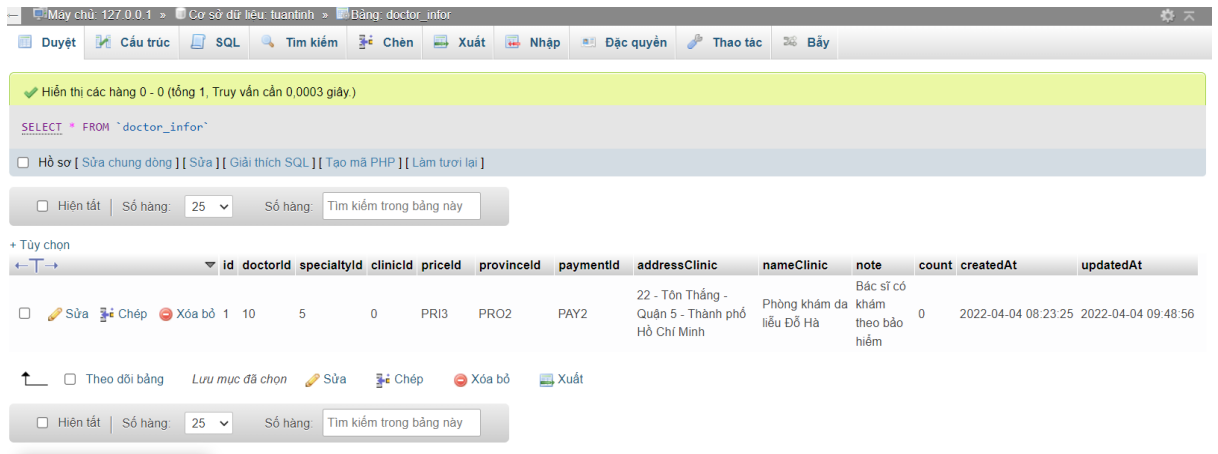 Máy chủ: 127.0.0.1 » Cơ sở dữ liệu: tuantinh » Bảng: doctor_infor
Duyệt Cấu trúc SQL Tìm kiếm Chèn Xuất Nhập Đặc quyền Thao tác Bẫy
Hiển thị các hàng 0 - 0 (tổng 1, Truy vấn cần 0,0003 giây.)
SELECT * FROM `doctor_infor`
Hồ sơ [ Sửa chung dòng ] [ Sửa ] [ Giải thích SQL ] [ Tạo mã PHP ] [ Làm tươi lại ]
Hiện tất | Số hàng: 25 Số hàng: Tìm kiếm trong bảng này
+ Tùy chọn
←T→ id doctorId specialtyId clinicId priceId provinceId paymentId addressClinic nameClinic note count createdAt updatedAt
Sửa Chép Xóa bỏ 1 10 5 0 PRI3 PRO2 PAY2 22 - Tôn Thắng - Quận 5 - Thành phố Hồ Chí Minh Phòng khám da liễu Đỗ Hà Bác sĩ có khám theo bảo hiểm 0 2022-04-04 08:23:25 2022-04-04 09:48:56
Theo dõi bảng Lưu mục đã chọn Sửa Chép Xóa bỏ Xuất
Hiện tất | Số hàng: 25 Số hàng: Tìm kiếm trong bảng này